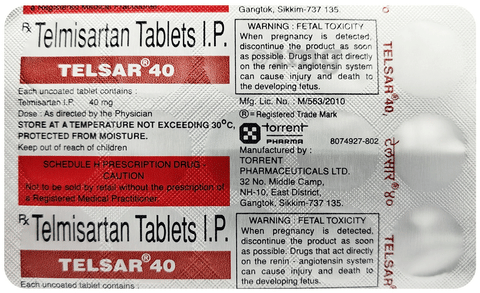 a Registered Medical Practitioner.
Rx Telmisartan Tablets I.P.
TELSAR® 40
Each uncoated tablet contains :
Telmisartan I.P. 40 mg
Dose : As directed by the Physician
STORE AT A TEMPERATURE NOT EXCEEDING 30°C,
PROTECTED FROM MOISTURE.
Keep out of reach of children
SCHEDULE H PRESCRIPTION DRUG -
CAUTION
Not to be sold by retail without the prescription of
a Registered Medical Practitioner.
Rx Telmisartan Tablets I.P.
TELSAR® 40
Each uncoated tablet contains :
Gangtok, Sikkim-737 135.
WARNING : FETAL TOXICITY
When pregnancy is detected,
discontinue the product as soon
as possible. Drugs that act directly
on the renin - angiotensin system
can cause injury and death to
the developing fetus.
Mfg. Lic. No. : M/563/2010
® = Registered Trade Mark
torrent
PHARMA
8074927-802
Manufactured by :
TORRENT
PHARMACEUTICALS LTD.
32 No. Middle Camp,
NH-10, East District,
Gangtok, Sikkim-737 135.
WARNING : FETAL TOXICITY
When pregnancy is detected,
discontinue the product as soon
as possible. Drugs that act directly
on the renin - angiotensin system
can cause injury and death to
the developing fetus.
TELSAR® 40,
टेलसार® ४०
TELSAR® 40